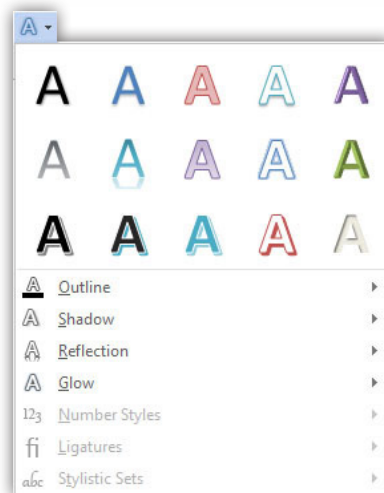 A
A A A A A
A A A A A
A A A A A
A Outline
A Shadow
A Reflection
A Glow
123 Number Styles
fi Ligatures
abc Stylistic Sets